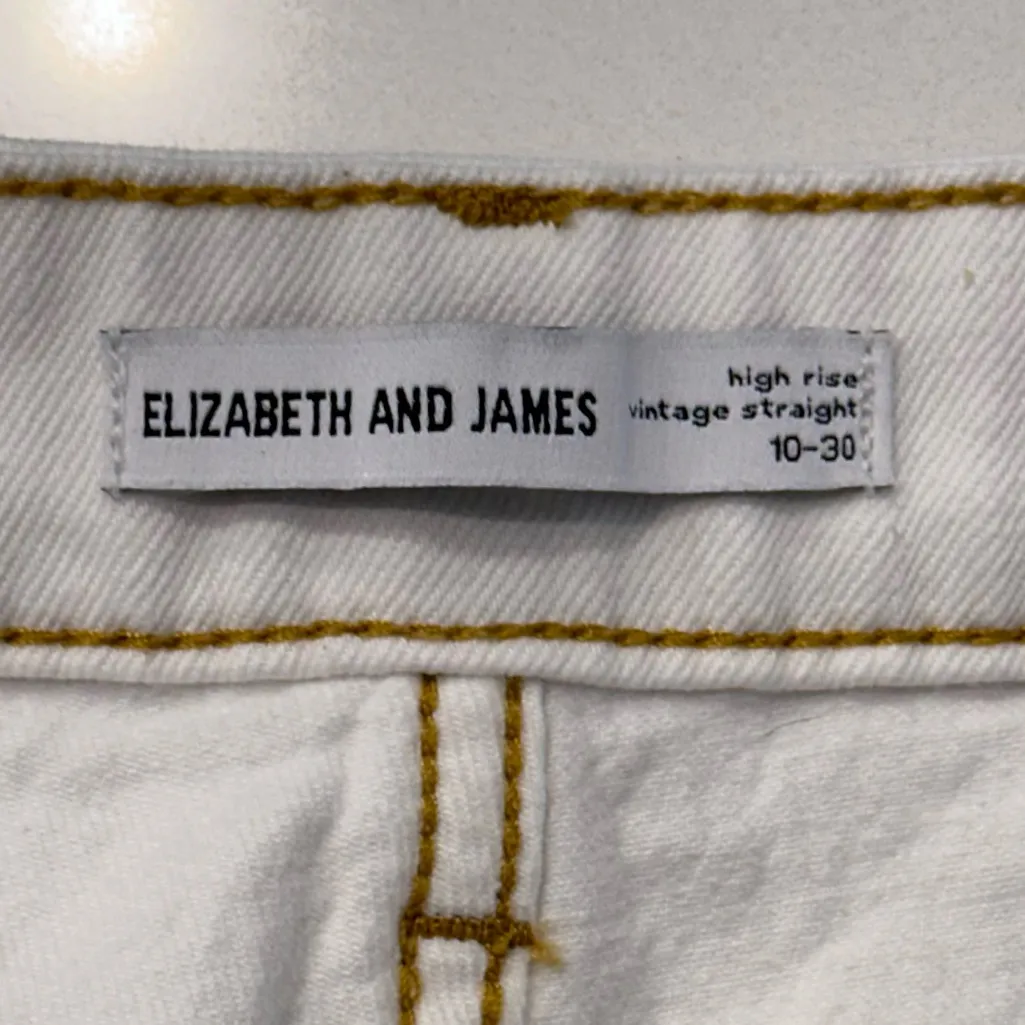 ELIZABETH AND JAMES
high rise
vintage straight
10-30